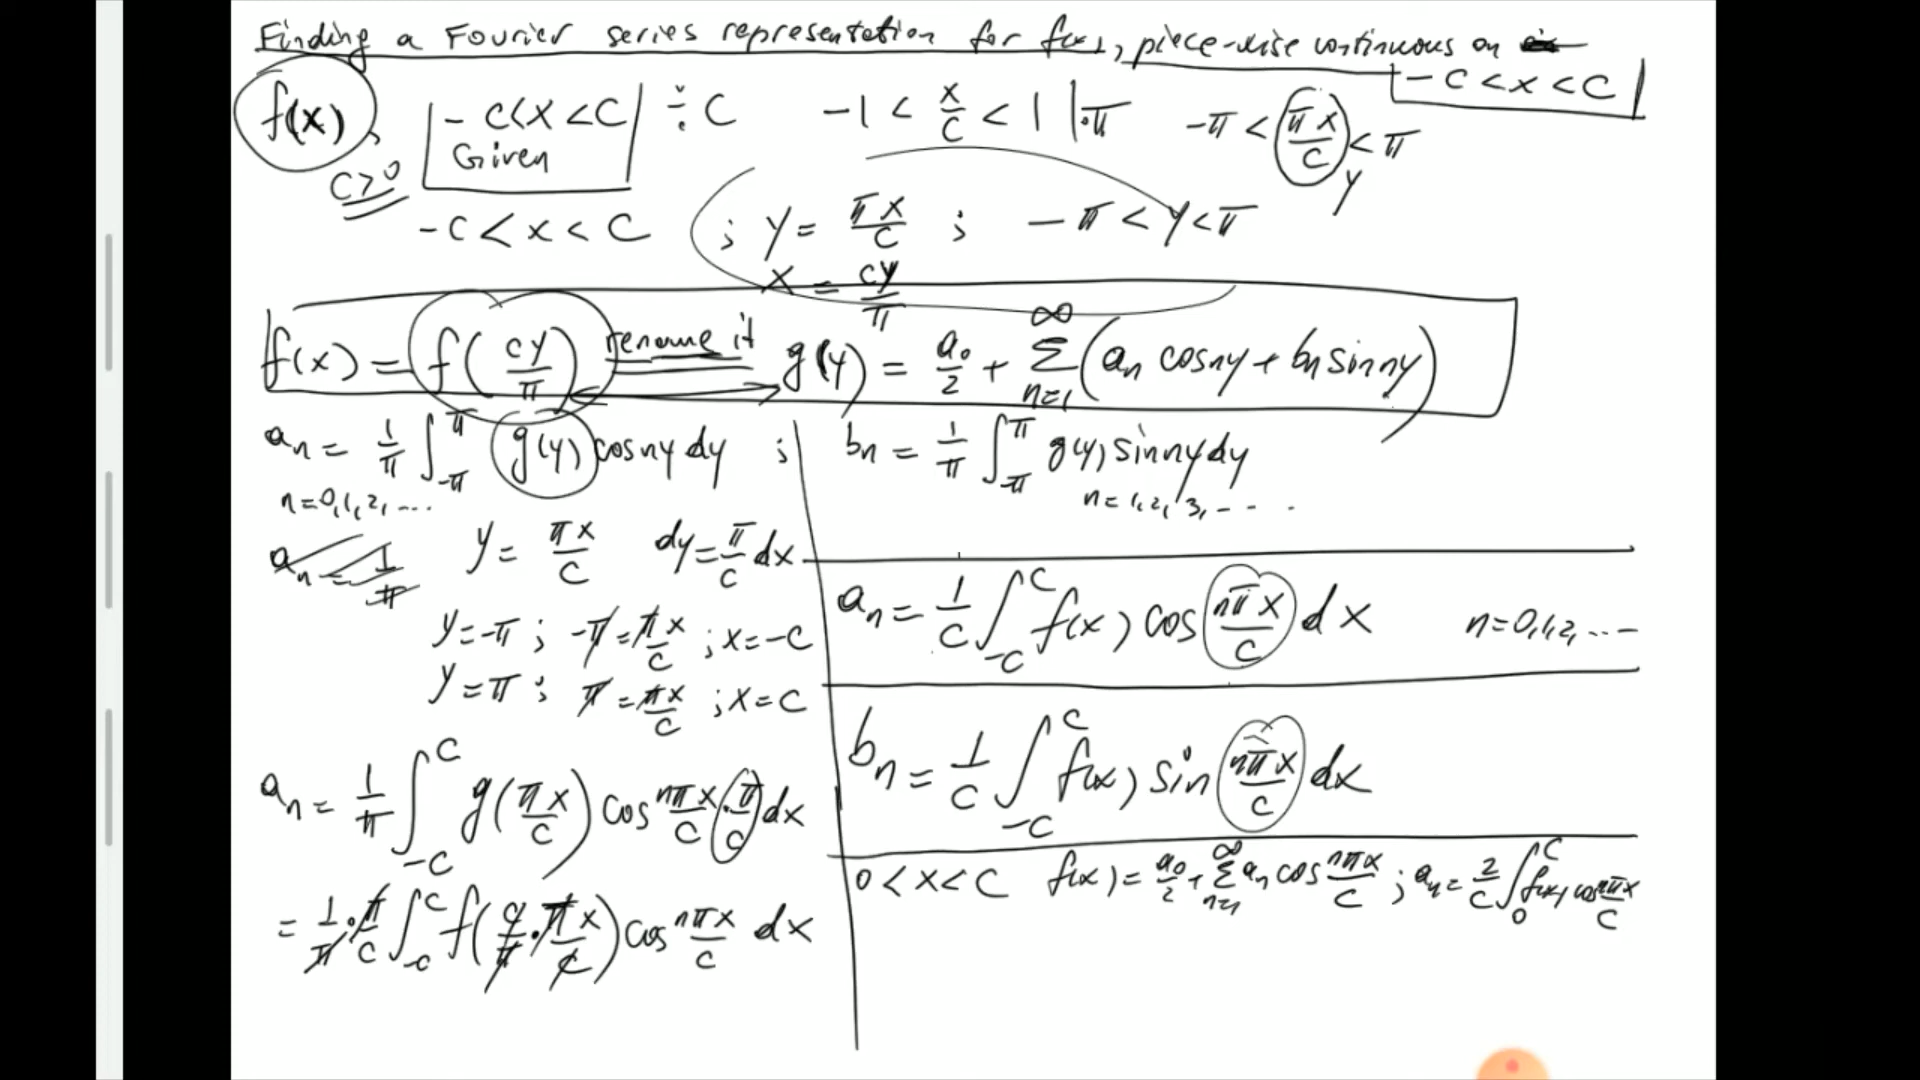 Finding a Fourier series representation for f(x), piece-wise continuous on
-c < x < c
f(x), -c < x < c ÷ c -1 < x/c < 1 | ·π -π < πx/c < π
Given
c > 0 y
-c < x < c ; y = πx/c ; -π < y < π
x = cy/π
f(x) = f(cy/π) rename it g(y) = a₀/2 + ∑_{n=1}^{∞} (aₙ cos ny + bₙ sin ny)
aₙ = 1/π ∫_{-π}^{π} g(y) cos ny dy ;
n = 0, 1, 2, ...
aₙ = 1/π y = πx/c dy = π/c dx
y = -π ; -π = πx/c ; x = -c
y = π ; π = πx/c ; x = c
aₙ = 1/π ∫_{-c}^{c} g(πx/c) cos nπx/c · π/c dx
= 1/π · π/c ∫_{-c}^{c} f(c/π · πx/c) cos nπx/c dx
bₙ = 1/π ∫_{-π}^{π} g(y) sin ny dy
n = 1, 2, 3, ...
aₙ = 1/c ∫_{-c}^{c} f(x) cos nπx/c dx n = 0, 1, 2, ...
bₙ = 1/c ∫_{-c}^{c} f(x) sin nπx/c dx
0 < x < c f(x) = a₀/2 + ∑_{n=1}^{∞} aₙ cos nπx/c ; aₙ = 2/c ∫_{0}^{c} f(x) cos nπx/c